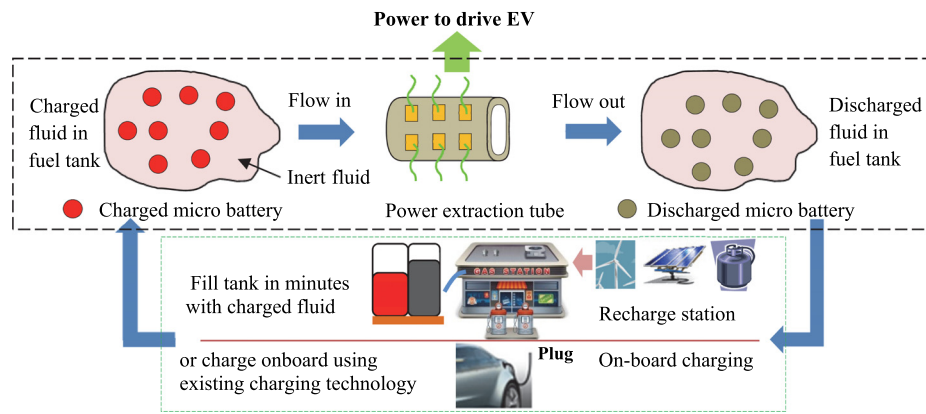 Power to drive EV
Charged
fluid in
fuel tank
Flow in
Flow out
Discharged
fluid in
fuel tank
Inert fluid
Charged micro battery
Power extraction tube
Discharged micro battery
Fill tank in minutes
with charged fluid
GAS STATION
Recharge station
or charge onboard using
existing charging technology
Plug
On-board charging